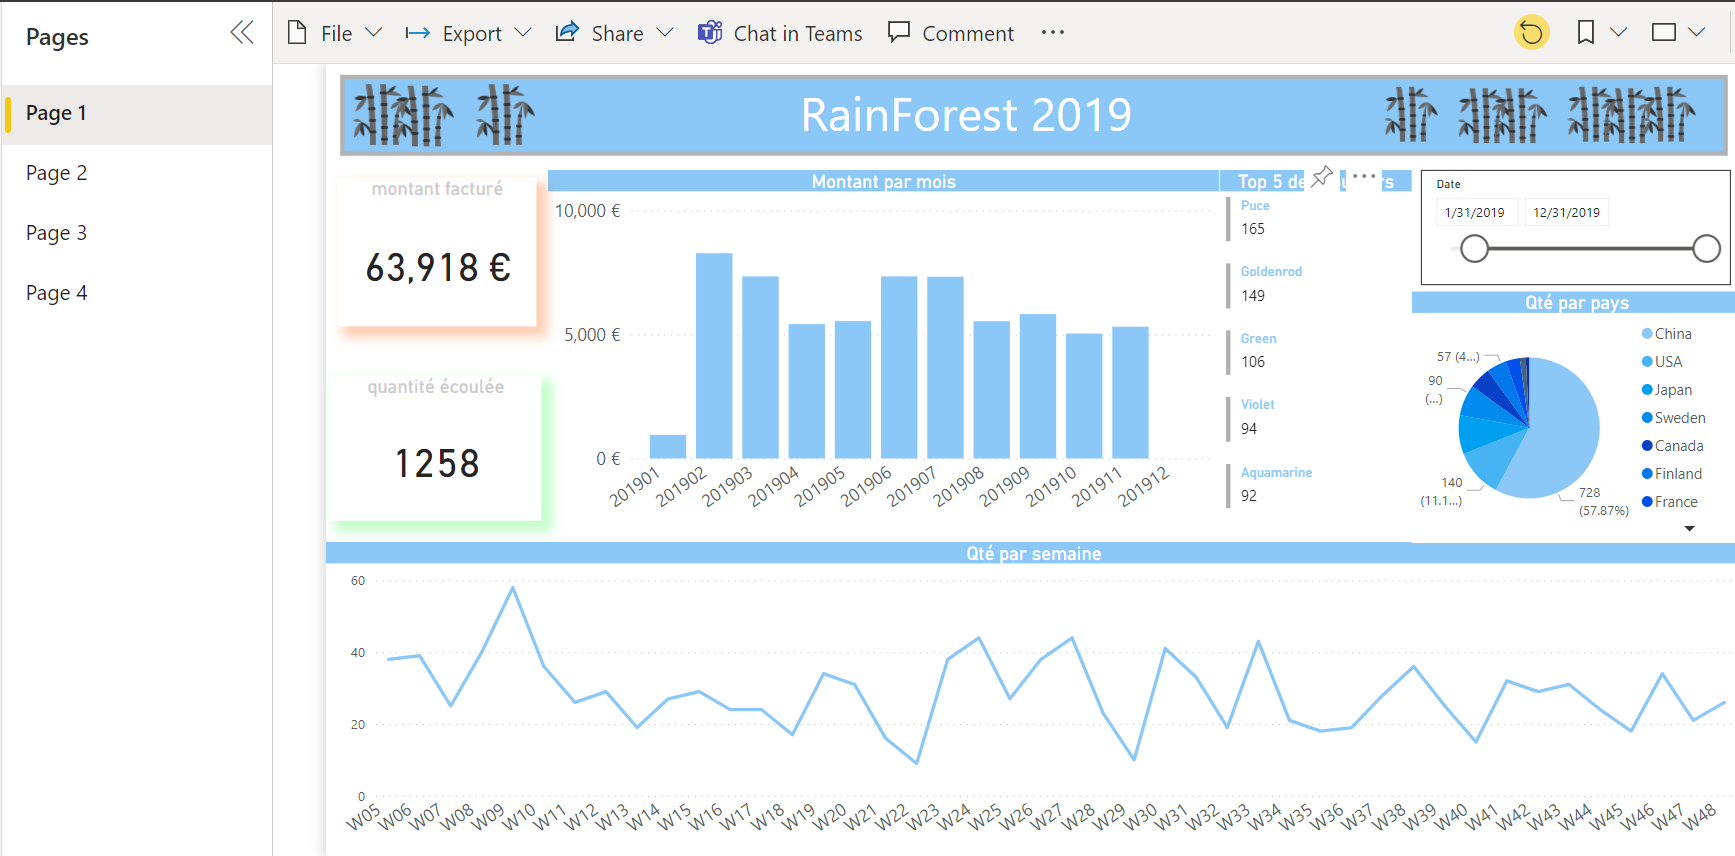 Pages
Page 1
Page 2
Page 3
Page 4
File
Export
Share
Chat in Teams
Comment
RainForest 2019
montant facturé
63,918 €
quantité écoulée
1258
Montant par mois
10,000 €
5,000 €
0 €
201901
201902
201903
201904
201905
201906
201907
201908
201909
201910
201911
201912
Top 5 de
Puce
165
Goldenrod
149
Green
106
Violet
94
Aquamarine
92
Date
1/31/2019
12/31/2019
Qté par pays
57 (4...)
90
(...)
140
(11.1...)
728
(57.87%)
China
USA
Japan
Sweden
Canada
Finland
France
Qté par semaine
60
40
20
0
W05
W06
W07
W08
W09
W10
W11
W12
W13
W14
W15
W16
W17
W18
W19
W20
W21
W22
W23
W24
W25
W26
W27
W28
W29
W30
W31
W32
W33
W34
W35
W36
W37
W38
W39
W40
W41
W42
W43
W44
W45
W46
W47
W48